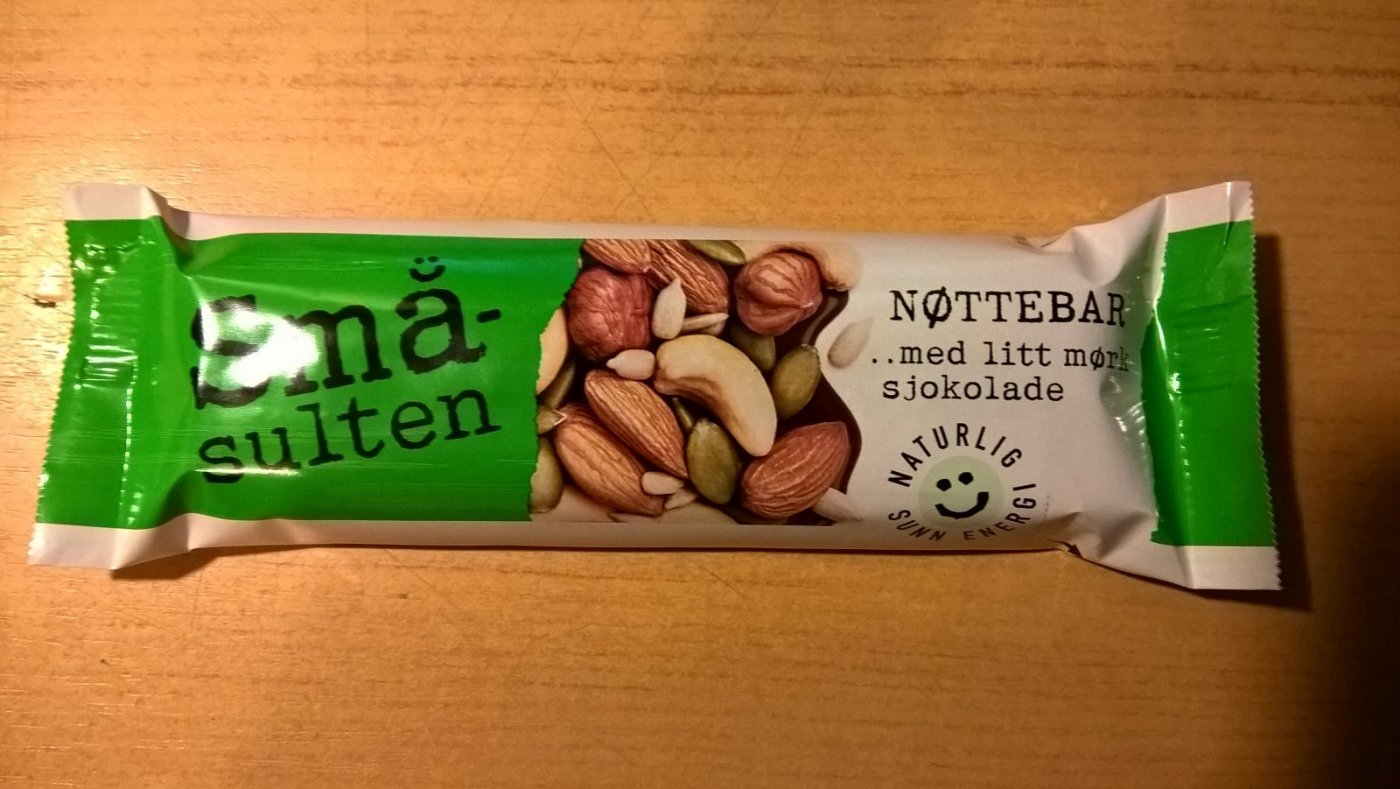 Små-
sulten
NØTTEBAR
..med litt mørk
sjokolade
NATURLIG
SUNN ENERGI